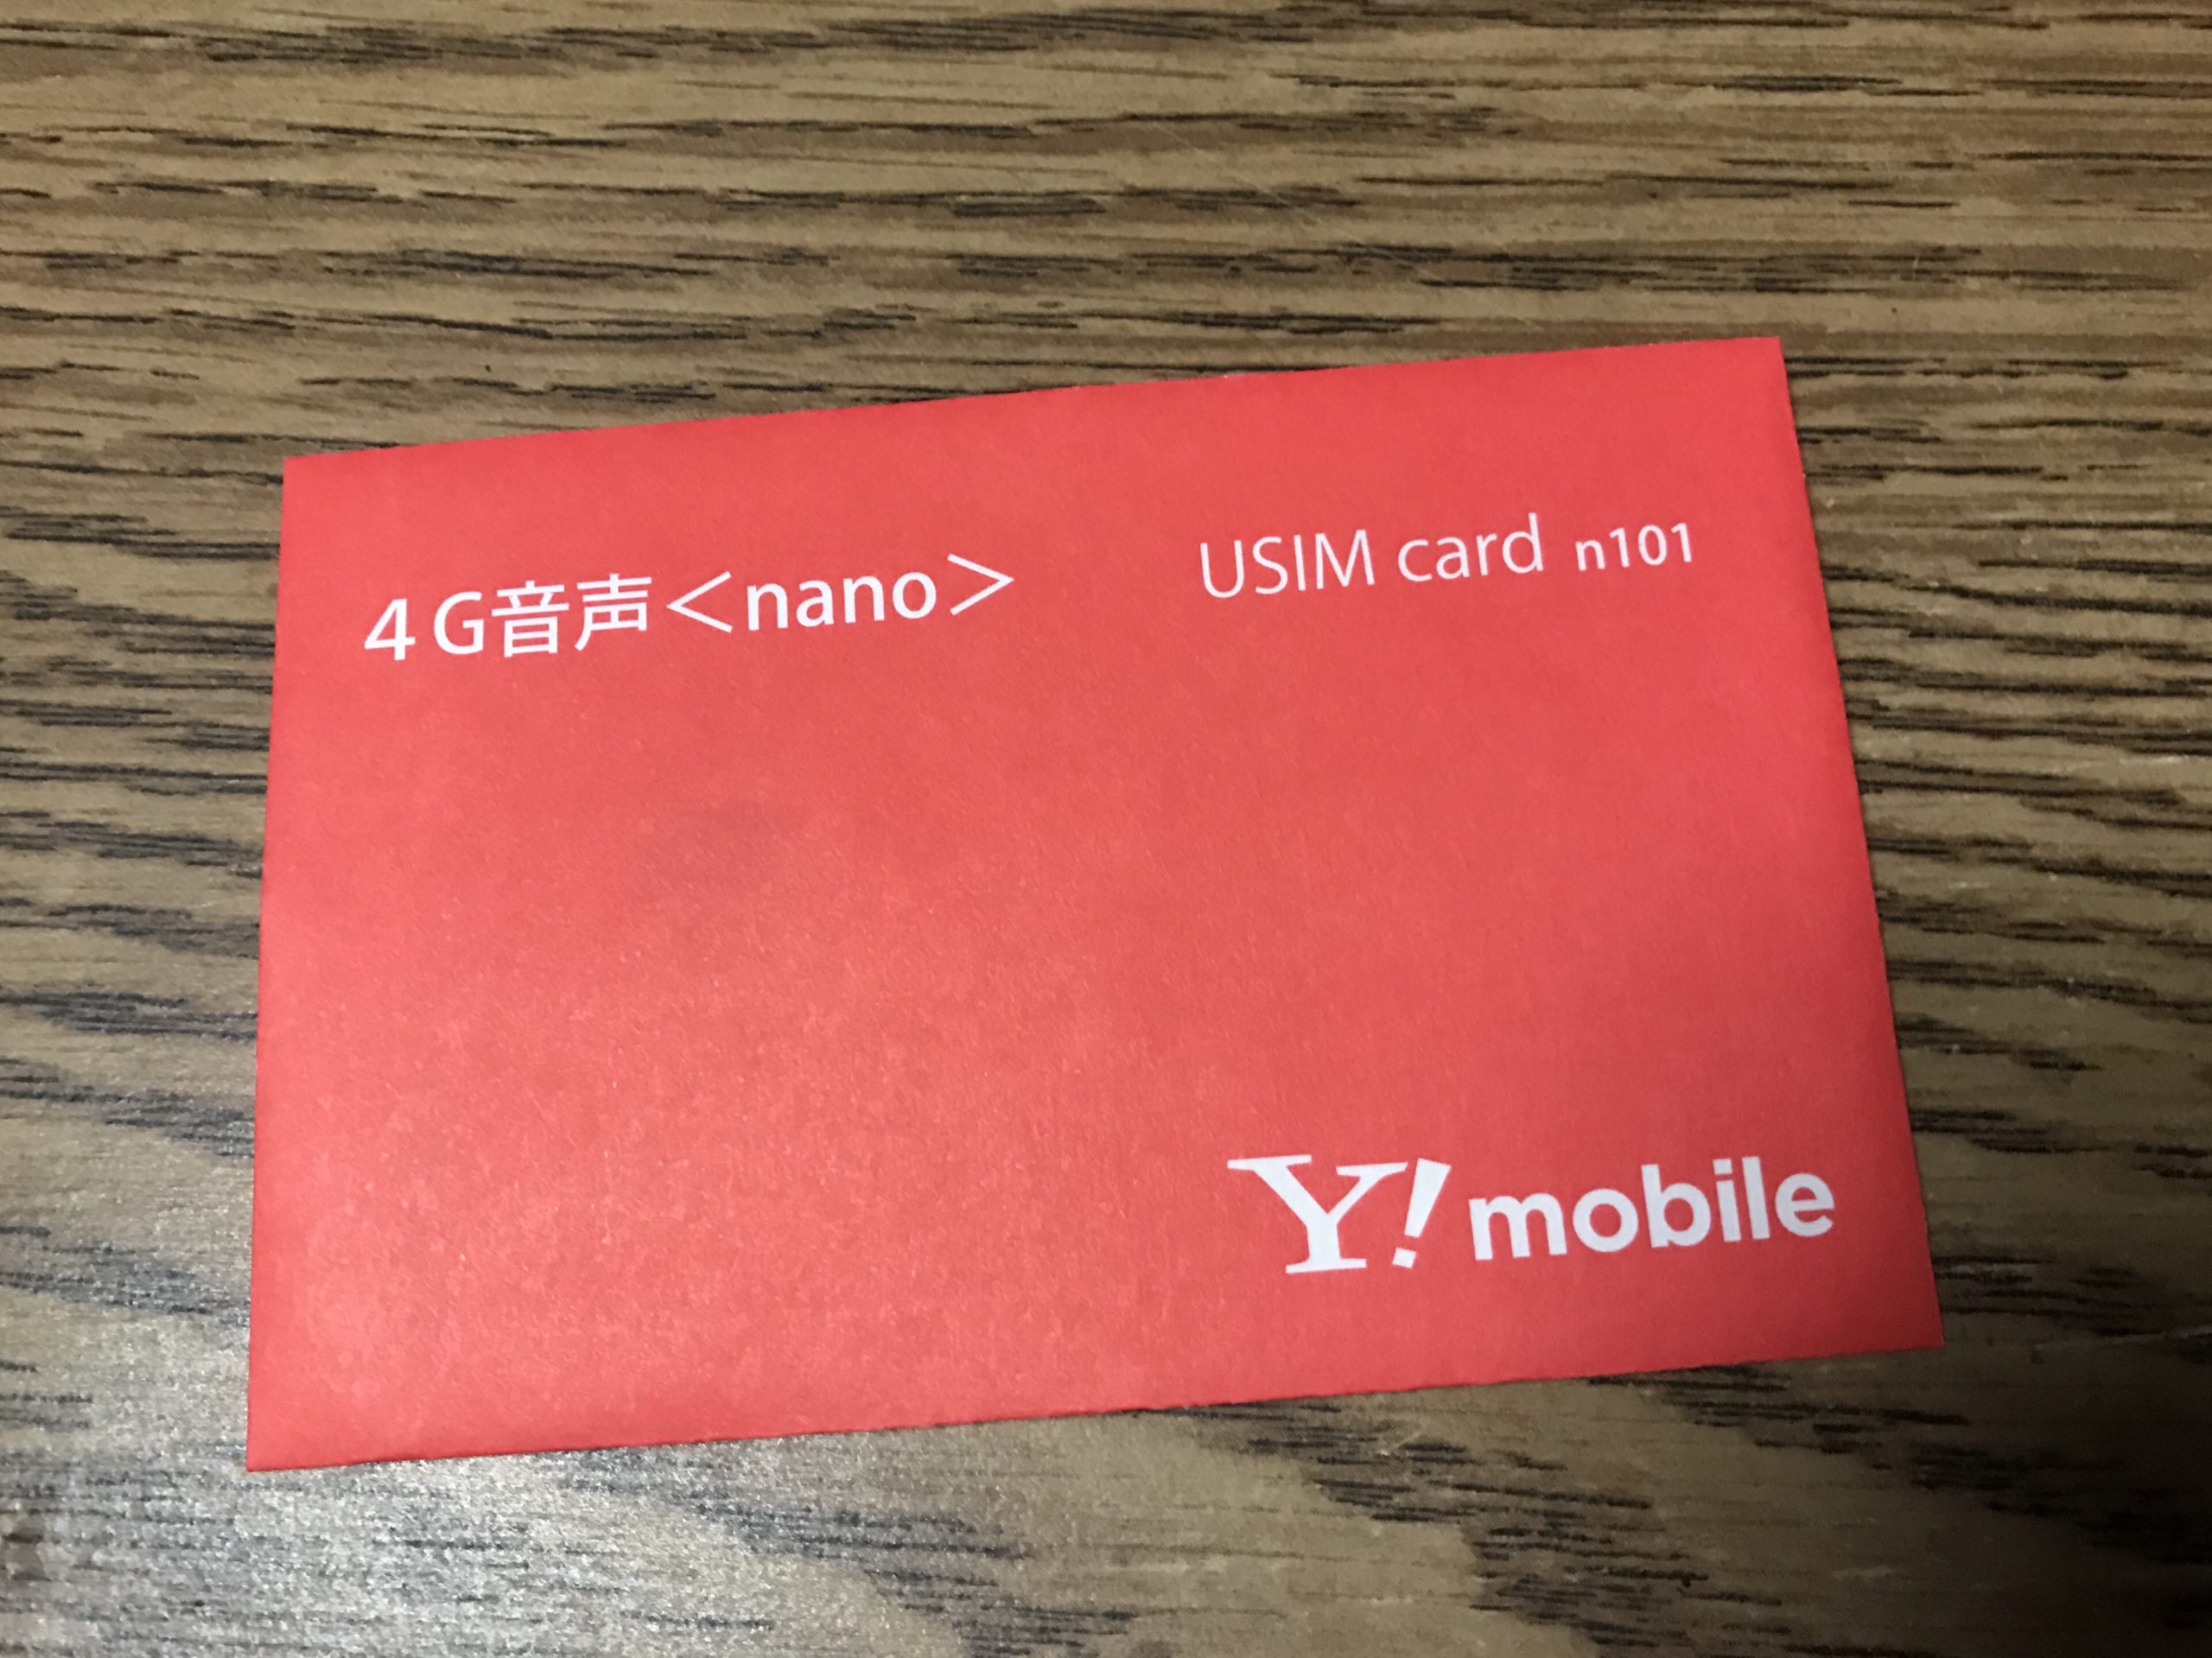 ４G音声＜nano＞
USIM card n101
Y!mobile